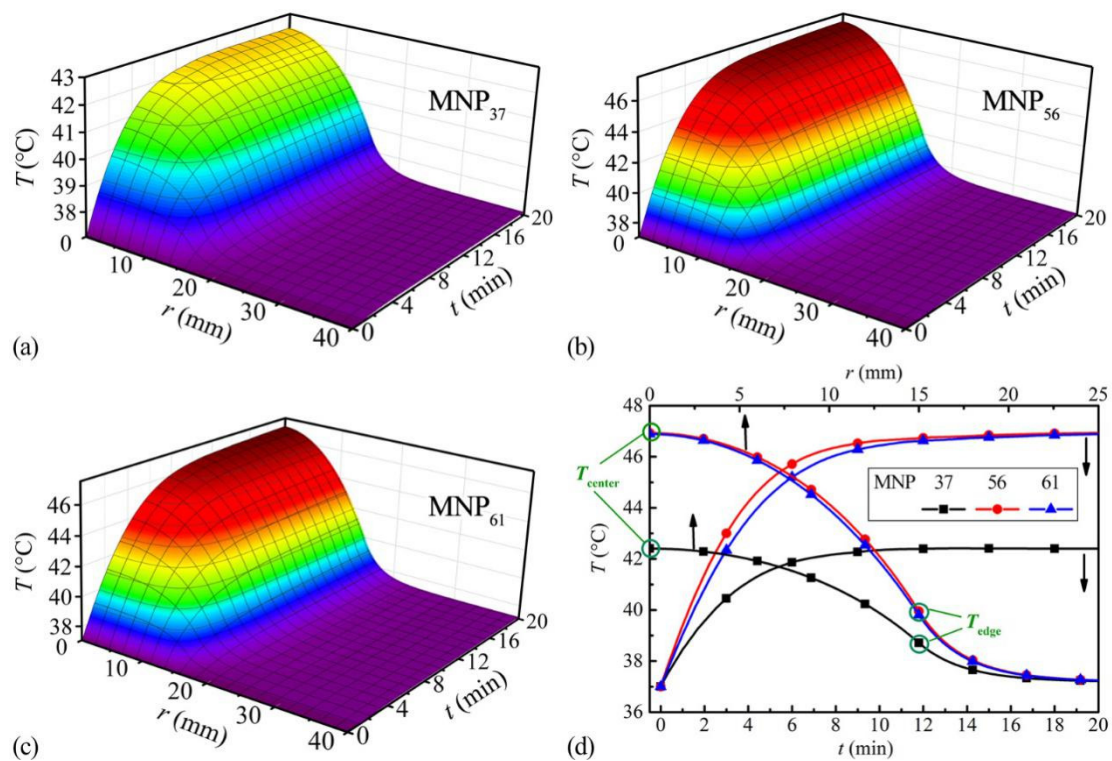 43
42
41
40
39
38
0
T (°C)
10
20
30
40
r (mm)
0
4
8
12
16
20
t (min)
MNP37
(a)
46
44
42
40
38
0
T (°C)
10
20
30
40
r (mm)
0
4
8
12
16
20
t (min)
MNP56
(b)
46
44
42
40
38
0
T (°C)
10
20
30
40
r (mm)
0
4
8
12
16
20
t (min)
MNP61
(c)
r (mm)
0 5 10 15 20 25
48
46
44
42
40
38
36
T (°C)
Tcenter
MNP 37 56 61
Tedge
0 2 4 6 8 10 12 14 16 18 20
t (min)
(d)